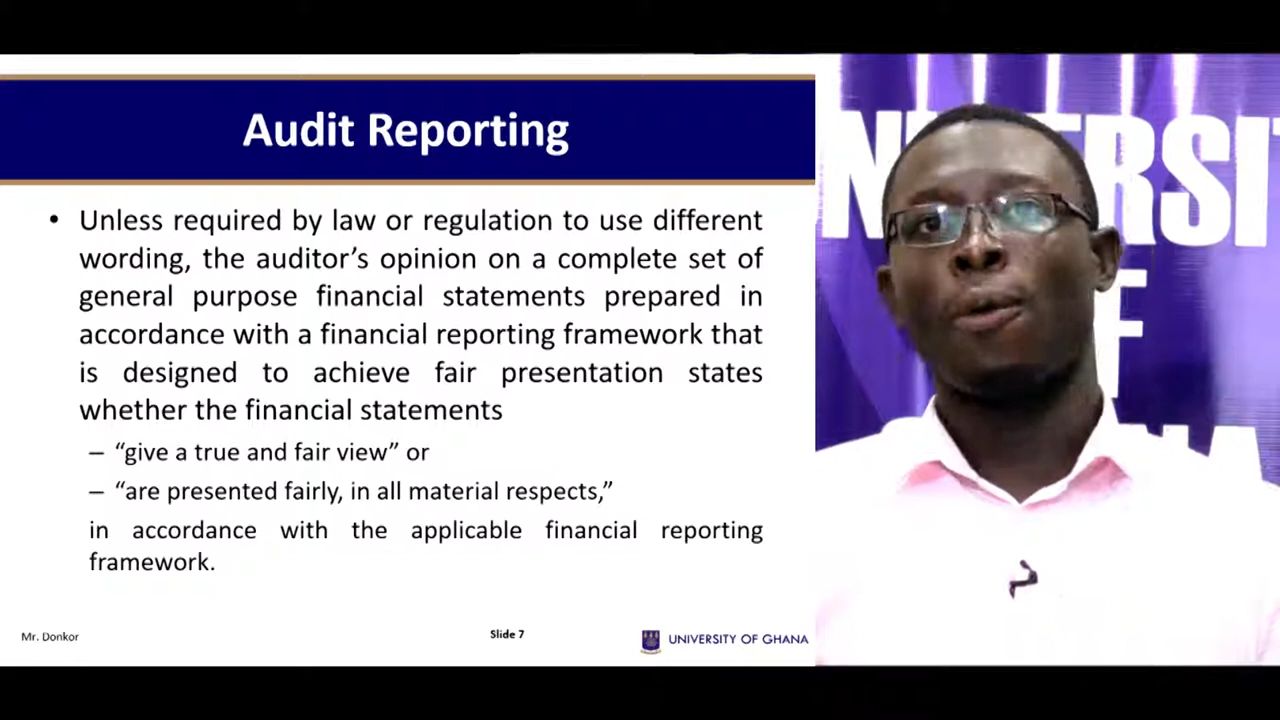 Audit Reporting
• Unless required by law or regulation to use different
wording, the auditor’s opinion on a complete set of
general purpose financial statements prepared in
accordance with a financial reporting framework that
is designed to achieve fair presentation states
whether the financial statements
– “give a true and fair view” or
– “are presented fairly, in all material respects,”
in accordance with the applicable financial reporting
framework.
Mr. Donkor
Slide 7
UNIVERSITY OF GHANA